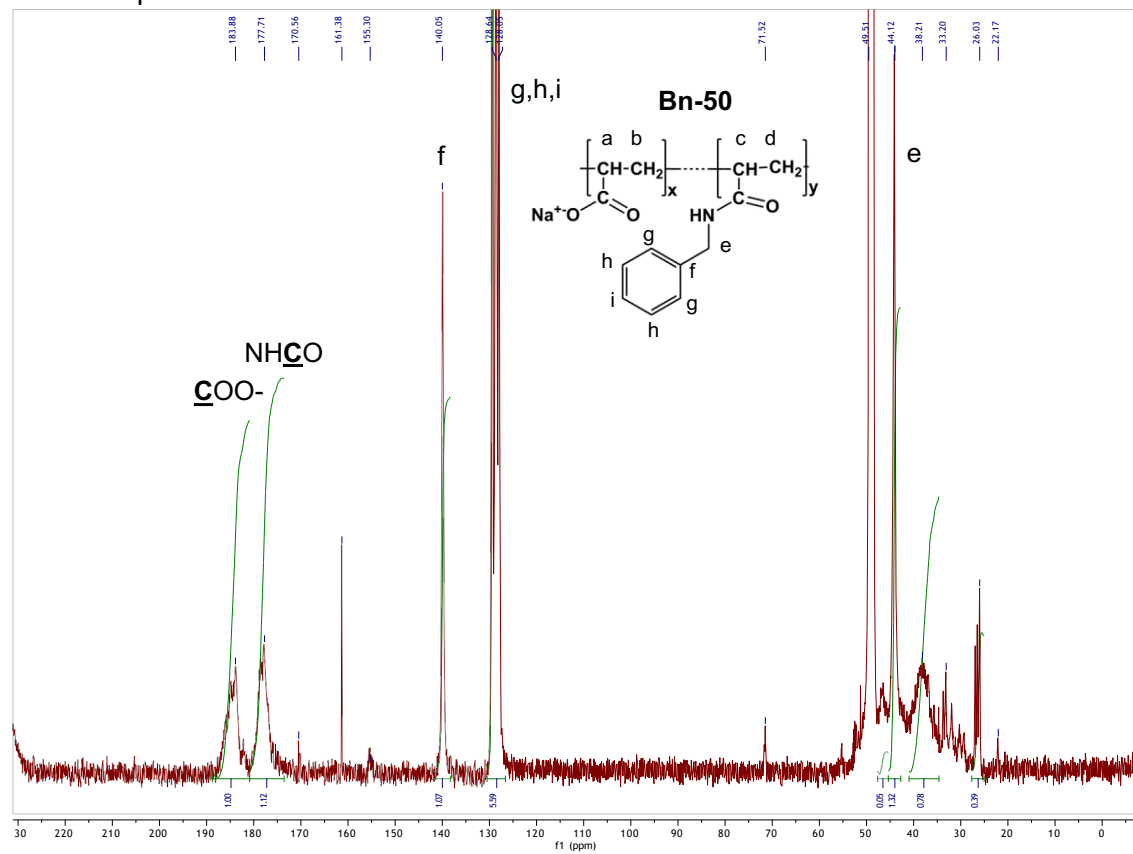 183.88
177.71
170.56
161.38
155.30
140.05
128.64
128.05
71.52
49.51
44.12
38.21
33.20
26.03
22.17
g,h,i
Bn-50
f
e
a b c d
CH-CH₂ CH-CH₂
x y
Na⁺⁻O C O HN C O
g e
h f
i g
h
NHCO
COO-
1.00
1.12
1.07
5.59
0.05
1.32
0.78
0.39
30 220 210 200 190 180 170 160 150 140 130 120 110 100 90 80 70 60 50 40 30 20 10 0
f1 (ppm)